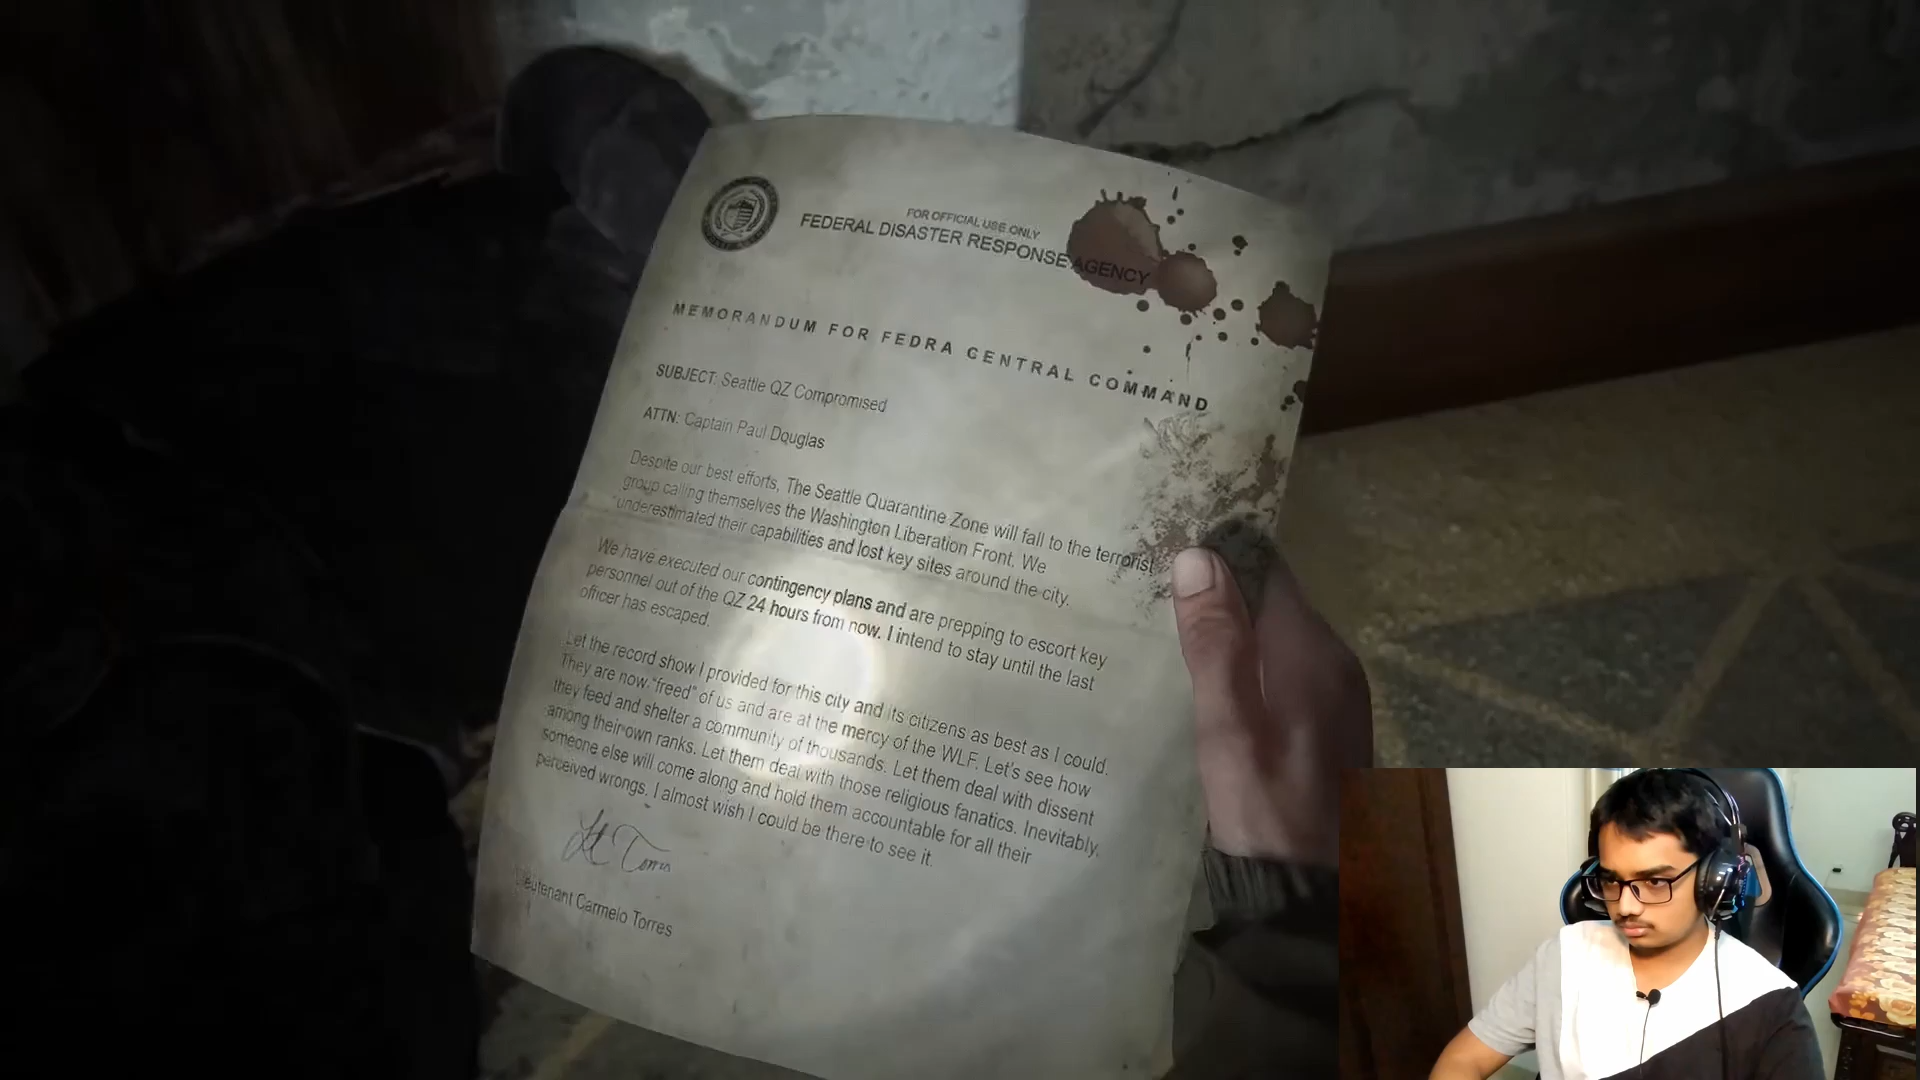 FOR OFFICIAL USE ONLY
FEDERAL DISASTER RESPONSE AGENCY
MEMORANDUM FOR FEDRA CENTRAL COMMAND
SUBJECT: Seattle QZ Compromised
ATTN: Captain Paul Douglas
Despite our best efforts, The Seattle Quarantine Zone will fall to the terrorist
group calling themselves the Washington Liberation Front. We
underestimated their capabilities and lost key sites around the city.
We have executed our contingency plans and are prepping to escort key
personnel out of the QZ 24 hours from now. I intend to stay until the last
officer has escaped.
Let the record show I provided for this city and its citizens as best as I could.
They are now "freed" of us and are at the mercy of the WLF. Let's see how
they feed and shelter a community of thousands. Let them deal with dissent
among their own ranks. Let them deal with those religious fanatics. Inevitably,
someone else will come along and hold them accountable for all their
perceived wrongs. I almost wish I could be there to see it.
Lt Torres
Lieutenant Carmelo Torres